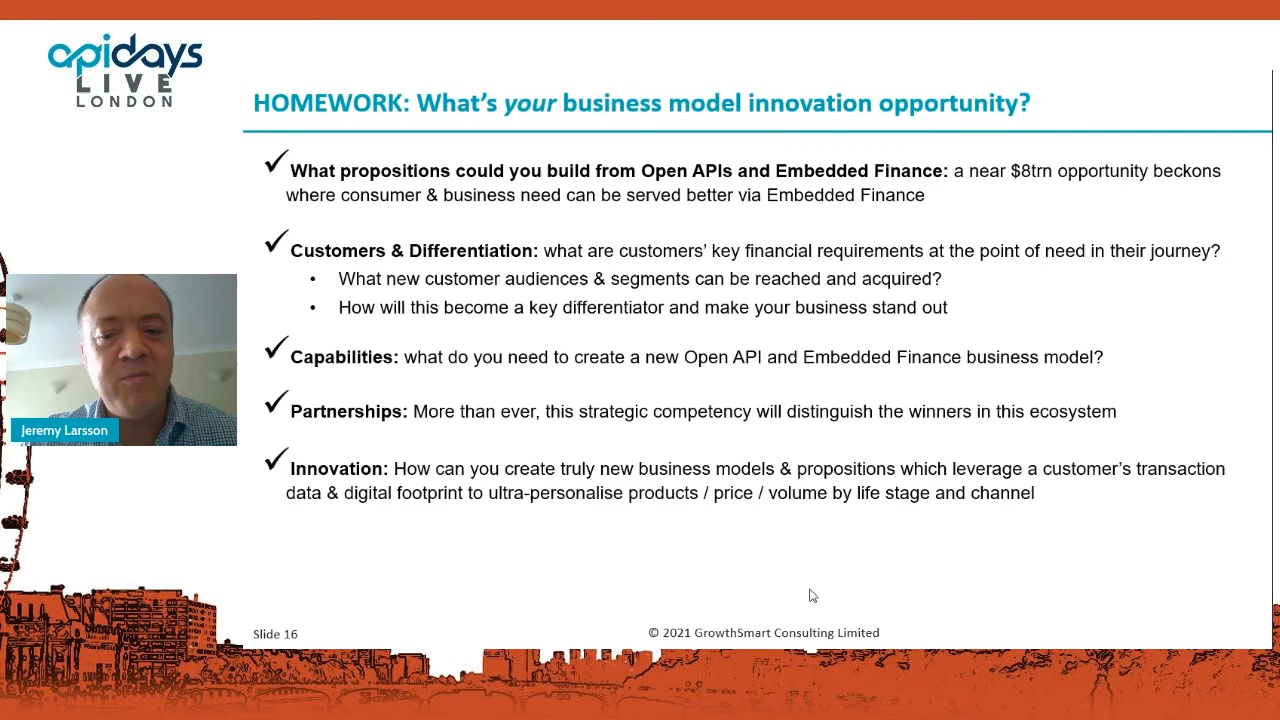 apidays
LIVE
LONDON
HOMEWORK: What's your business model innovation opportunity?
✓ What propositions could you build from Open APIs and Embedded Finance: a near $8trn opportunity beckons
where consumer & business need can be served better via Embedded Finance
✓ Customers & Differentiation: what are customers' key financial requirements at the point of need in their journey?
• What new customer audiences & segments can be reached and acquired?
• How will this become a key differentiator and make your business stand out
✓ Capabilities: what do you need to create a new Open API and Embedded Finance business model?
✓ Partnerships: More than ever, this strategic competency will distinguish the winners in this ecosystem
✓ Innovation: How can you create truly new business models & propositions which leverage a customer's transaction
data & digital footprint to ultra-personalise products / price / volume by life stage and channel
Jeremy Larsson
Slide 16
© 2021 GrowthSmart Consulting Limited